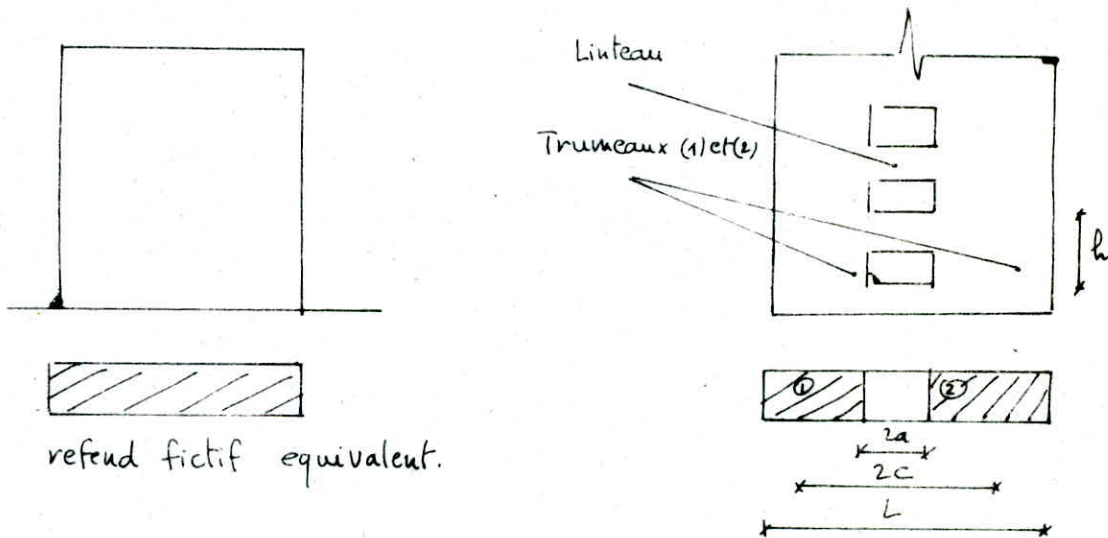 Linteau
Trumeaux (1) et (2)
h
① ②
2a
2C
L
refend fictif equivalent.